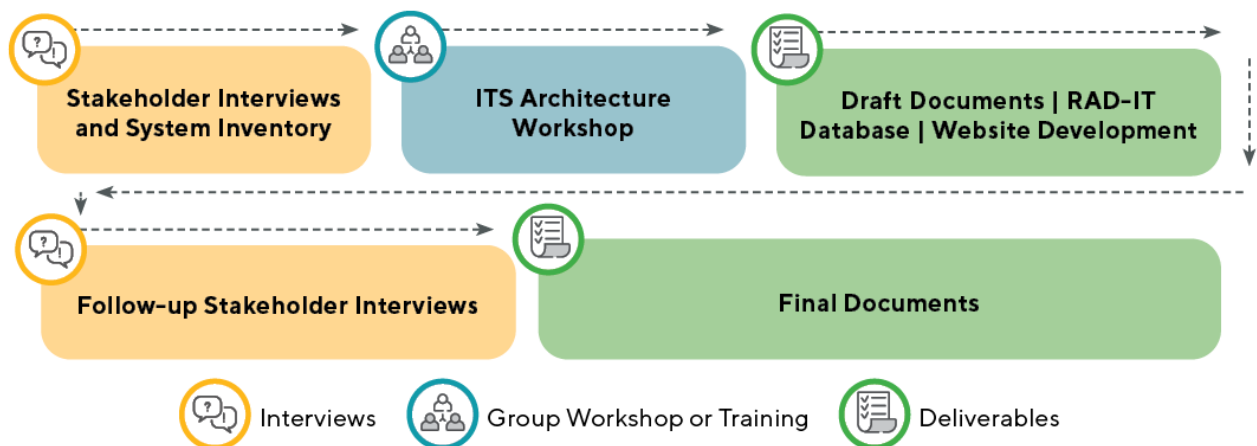 Stakeholder Interviews
and System Inventory
ITS Architecture
Workshop
Draft Documents | RAD-IT
Database | Website Development
Follow-up Stakeholder Interviews
Final Documents
Interviews
Group Workshop or Training
Deliverables